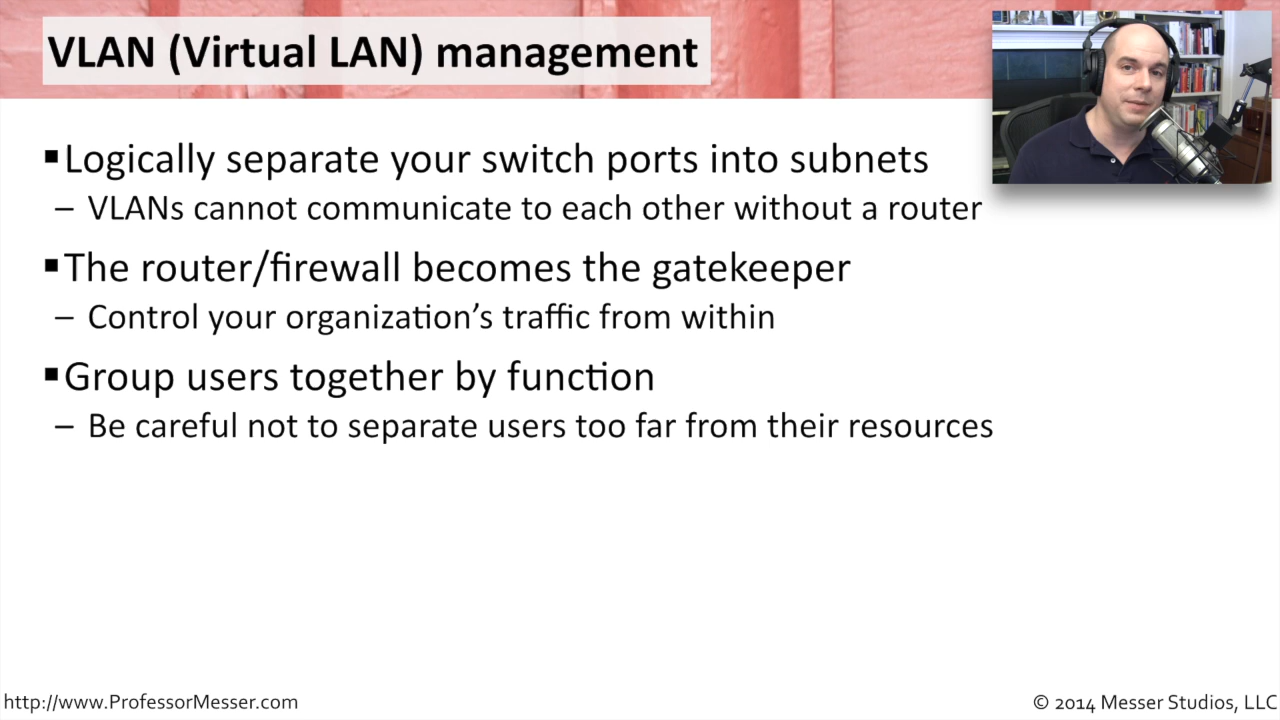 VLAN (Virtual LAN) management
▪Logically separate your switch ports into subnets
– VLANs cannot communicate to each other without a router
▪The router/firewall becomes the gatekeeper
– Control your organization’s traffic from within
▪Group users together by function
– Be careful not to separate users too far from their resources
http://www.ProfessorMesser.com
© 2014 Messer Studios, LLC